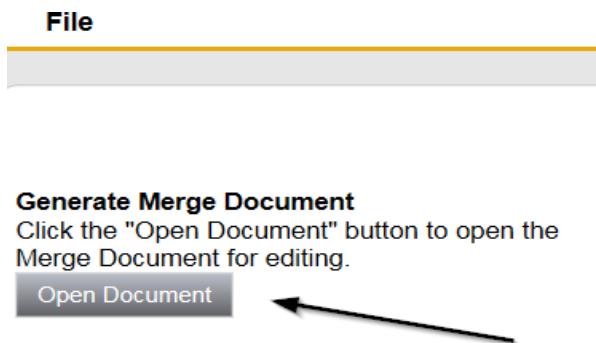 File
Generate Merge Document
Click the "Open Document" button to open the
Merge Document for editing.
Open Document